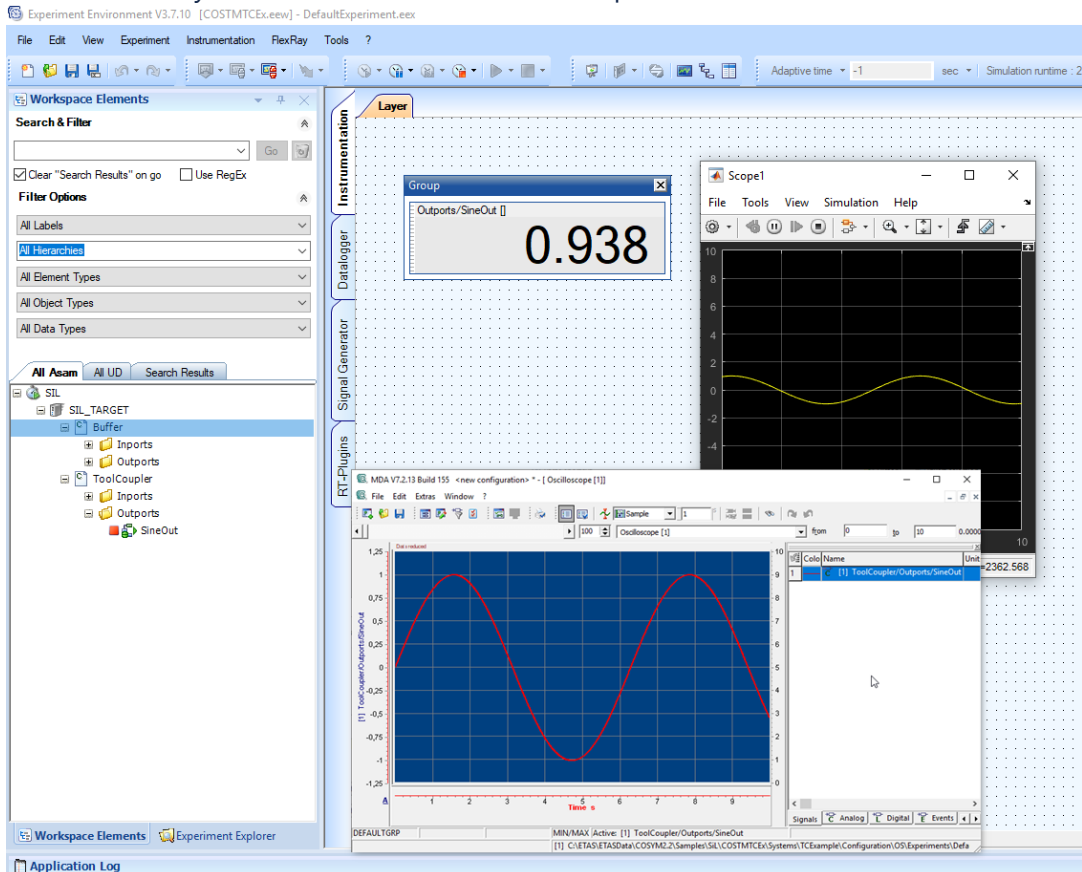 Experiment Environment V3.7.10 [COSTMTCEx.eew] - DefaultExperiment.eex
File Edit View Experiment Instrumentation FlexRay Tools ?
Adaptive time -1 sec Simulation runtime : 2
Workspace Elements
Search & Filter
Go
Clear "Search Results" on go Use RegEx
Filter Options
All Labels
All Hierarchies
All Element Types
All Object Types
All Data Types
All Asam All UD Search Results
SIL
SIL_TARGET
Buffer
Inports
Outports
ToolCoupler
Inports
Outports
SineOut
Workspace Elements Experiment Explorer
Application Log
Instrumentation
Datalogger
Signal Generator
RT-Plugins
Layer
Group
Outports/SineOut []
0.938
Scope1
File Tools View Simulation Help
10
8
6
4
2
0
-2
-4
10
=2362.568
MDA V7.2.13 Build 155 <new configuration> * - [ Oscilloscope [1]]
File Edit Extras Window ?
Sample 1
100 Oscilloscope [1] from 0 to 10 0.0000
Data reduced
1,25
1
0,75
0,5
0,25
0
-0,25
-0,5
-0,75
-1
-1,25
[1] ToolCoupler/Outports/SineOut
10
9
8
7
6
5
4
3
2
1
0
1 2 3 4 5 6 7 8 9
Time s
Colo Name Unit
1 [1] ToolCoupler/Outports/SineOut
Signals Analog Digital Events
DEFAULTGRP MIN/MAX Active: [1] ToolCoupler/Outports/SineOut
[1] C:\ETAS\ETASData\COSYM2.2\Samples\SiL\COSTMTCEx\Systems\TCExample\Configuration\OS\Experiments\Defa